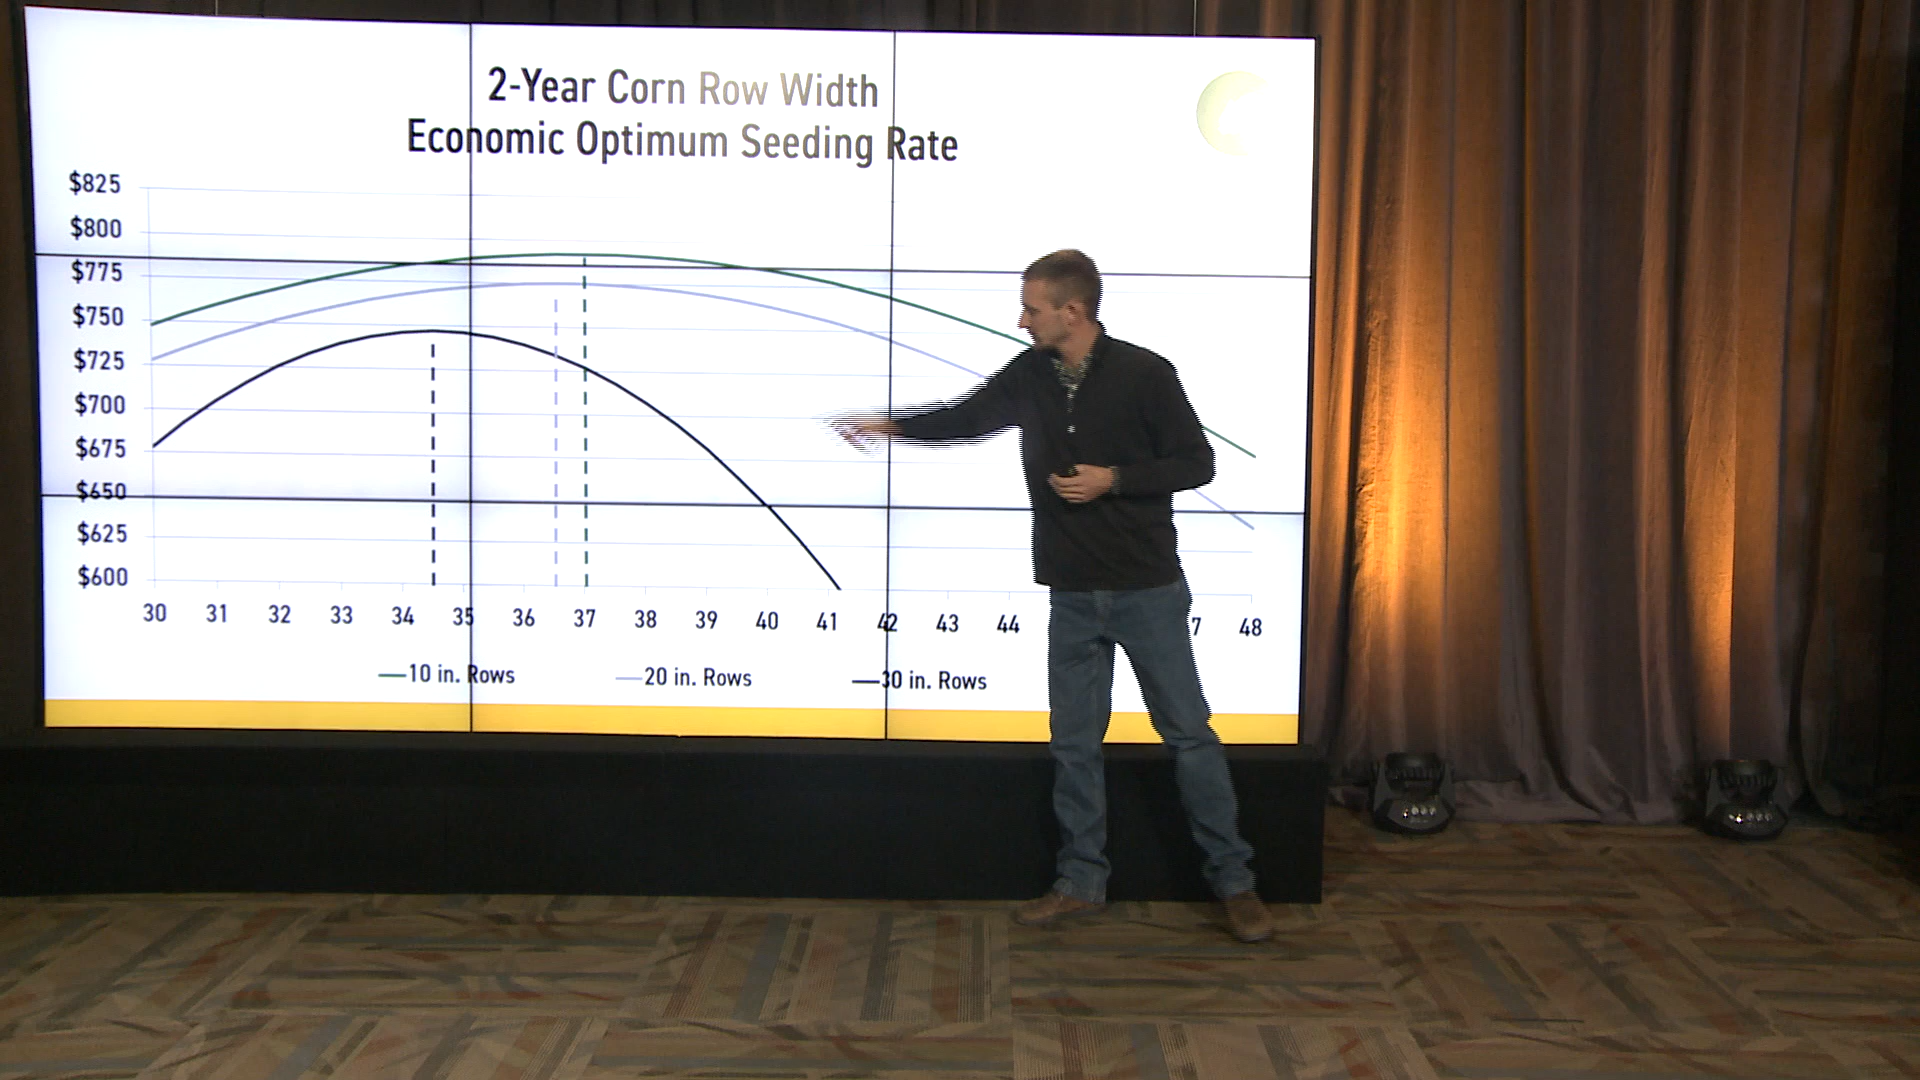 2-Year Corn Row Width
Economic Optimum Seeding Rate
$825
$800
$775
$750
$725
$700
$675
$650
$625
$600
30 31 32 33 34 35 36 37 38 39 40 41 42 43 44 7 48
10 in. Rows 20 in. Rows 30 in. Rows